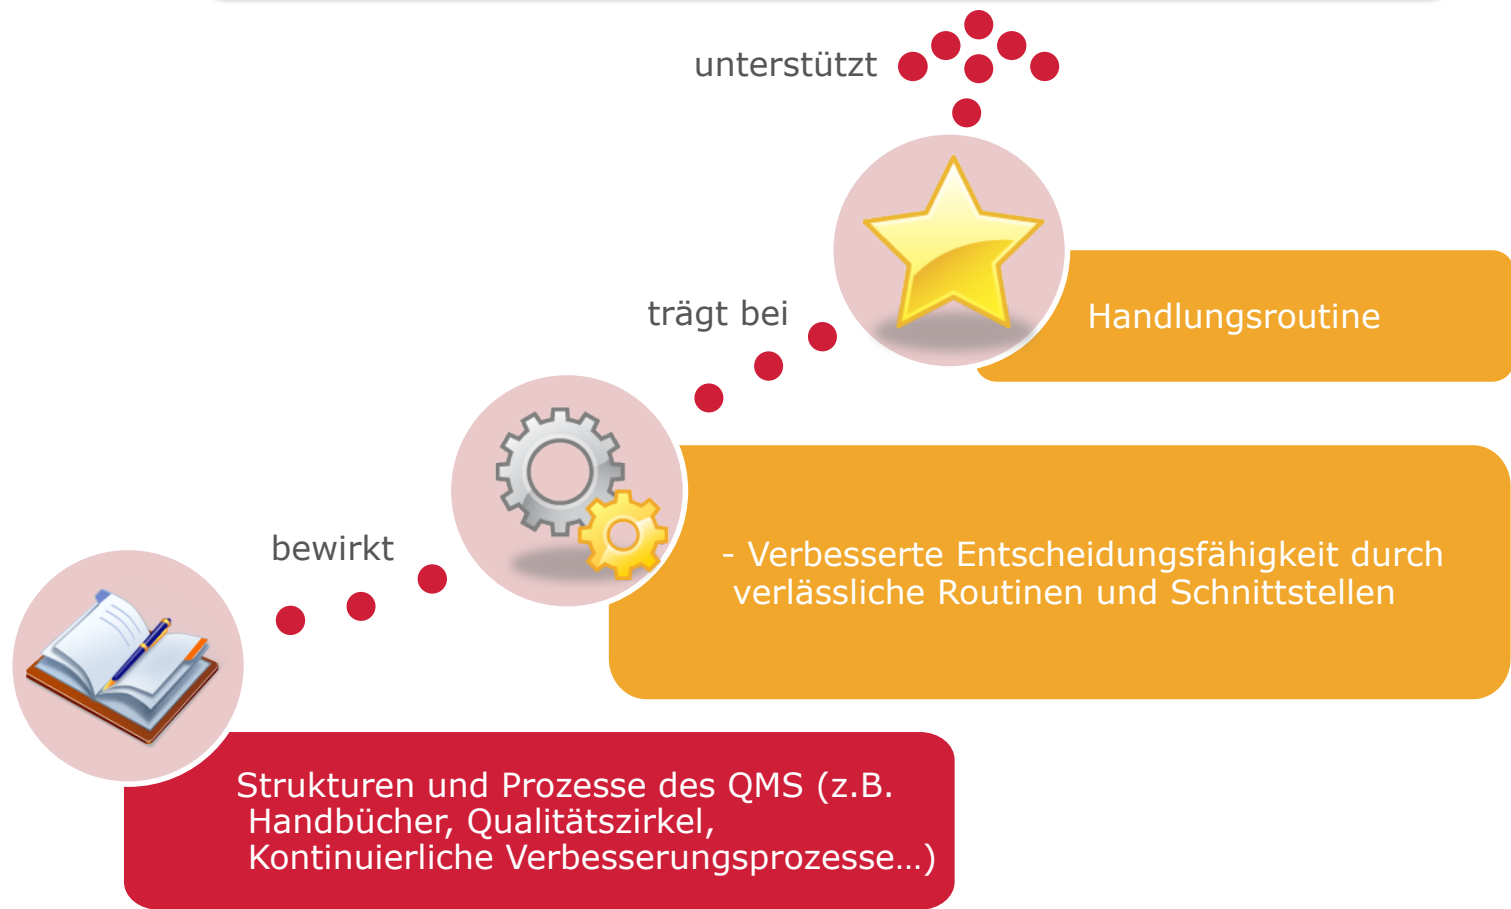 unterstützt
trägt bei
Handlungsroutine
bewirkt
- Verbesserte Entscheidungsfähigkeit durch
verlässliche Routinen und Schnittstellen
Strukturen und Prozesse des QMS (z.B.
Handbücher, Qualitätszirkel,
Kontinuierliche Verbesserungsprozesse…)